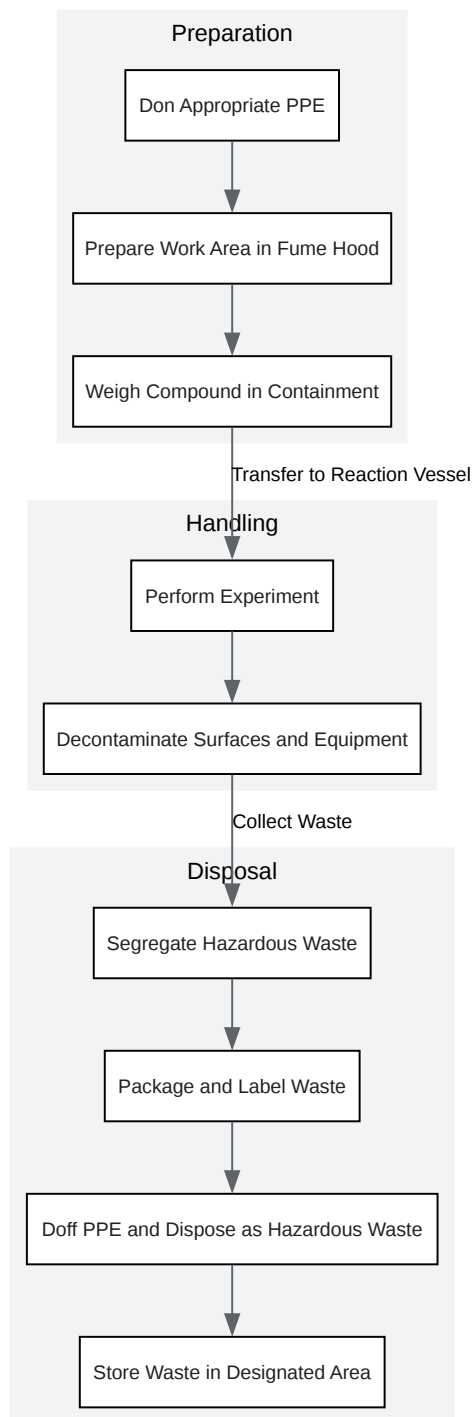 Preparation
Don Appropriate PPE
Prepare Work Area in Fume Hood
Weigh Compound in Containment
Transfer to Reaction Vessel
Handling
Perform Experiment
Decontaminate Surfaces and Equipment
Collect Waste
Disposal
Segregate Hazardous Waste
Package and Label Waste
Doff PPE and Dispose as Hazardous Waste
Store Waste in Designated Area